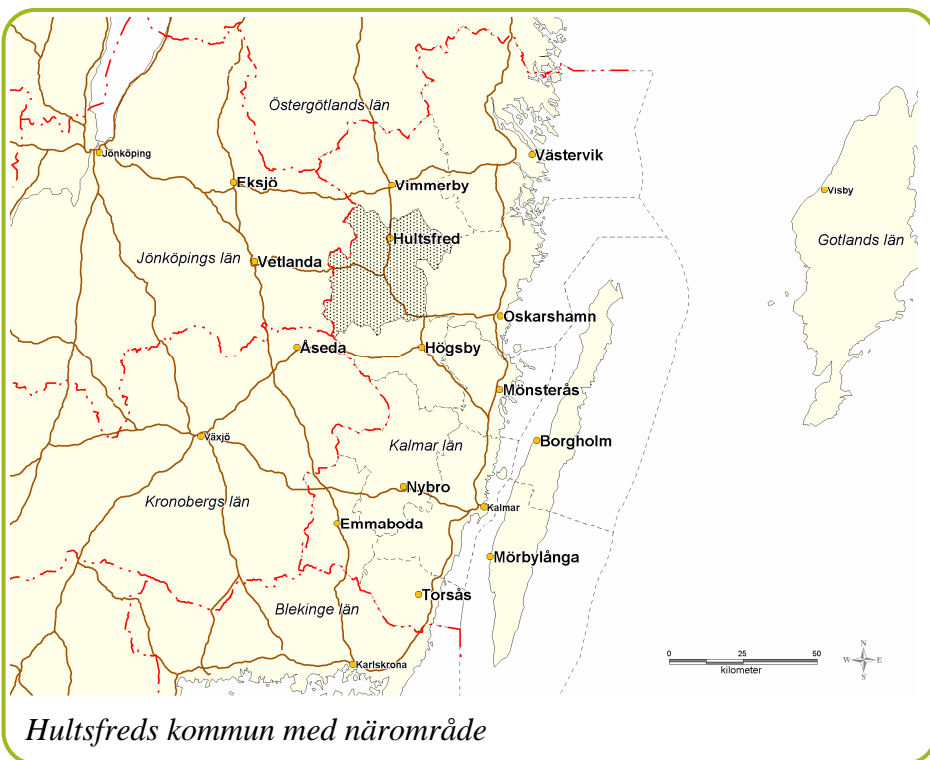 Östergötlands län
Jönköping
Västervik
Eksjö
Vimmerby
Visby
Hultsfred
Gotlands län
Jönköpings län
Vetlanda
Oskarshamn
Åseda
Högsby
Mönsterås
Växjö
Kalmar län
Borgholm
Nybro
Kronobergs län
Kalmar
Emmaboda
Mörbylånga
Torsås
Blekinge län
Karlskrona
0 25 50
kilometer
N
W E
S
Hultsfreds kommun med närområde